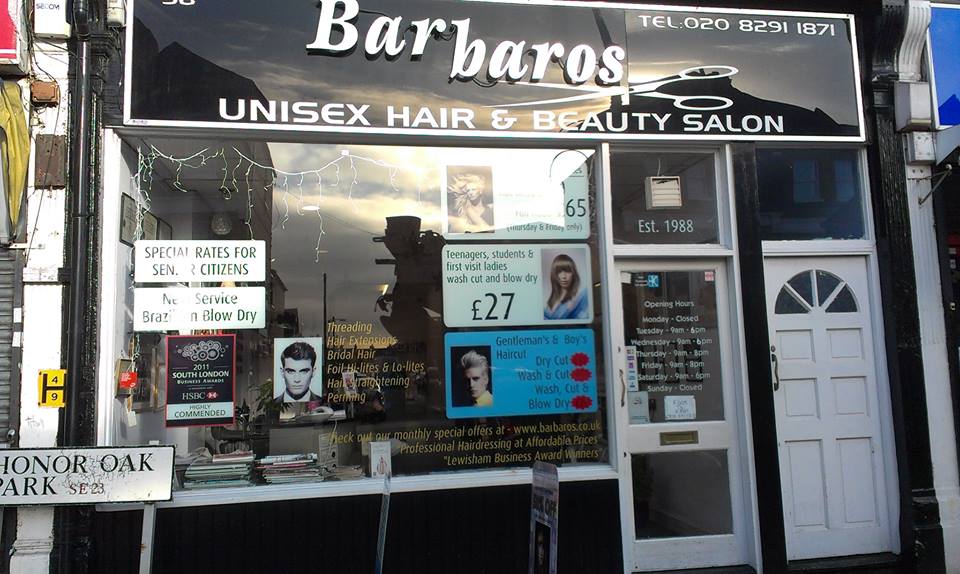 58
Barbaros
TEL:020 8291 1871
UNISEX HAIR & BEAUTY SALON
SPECIAL RATES FOR
SEN R CITIZENS
New Service
Brazilian Blow Dry
2011
SOUTH LONDON
BUSINESS AWARDS
HSBC
HIGHLY
COMMENDED
4
9
HONOR OAK
PARK SE23
Threading
Hair Extensions
Bridal Hair
Foil Hi-lites & Lo-lites
Hair Straightening
Perming
65
(Thursday & Friday only)
Teenagers, students &
first visit ladies
wash cut and blow dry
£27
Gentleman's & Boy's
Haircut
Dry Cut
Wash & Cut
Wash, Cut &
Blow Dry
Check out our monthly special offers at - www.barbaros.co.uk
"Professional Hairdressing at Affordable Prices"
"Lewisham Business Award Winners"
Est. 1988
Opening Hours
Monday - Closed
Tuesday - 9am - 6pm
Wednesday - 9am - 6pm
Thursday - 9am - 8pm
Friday - 9am - 8pm
Saturday - 9am - 6pm
Sunday - Closed